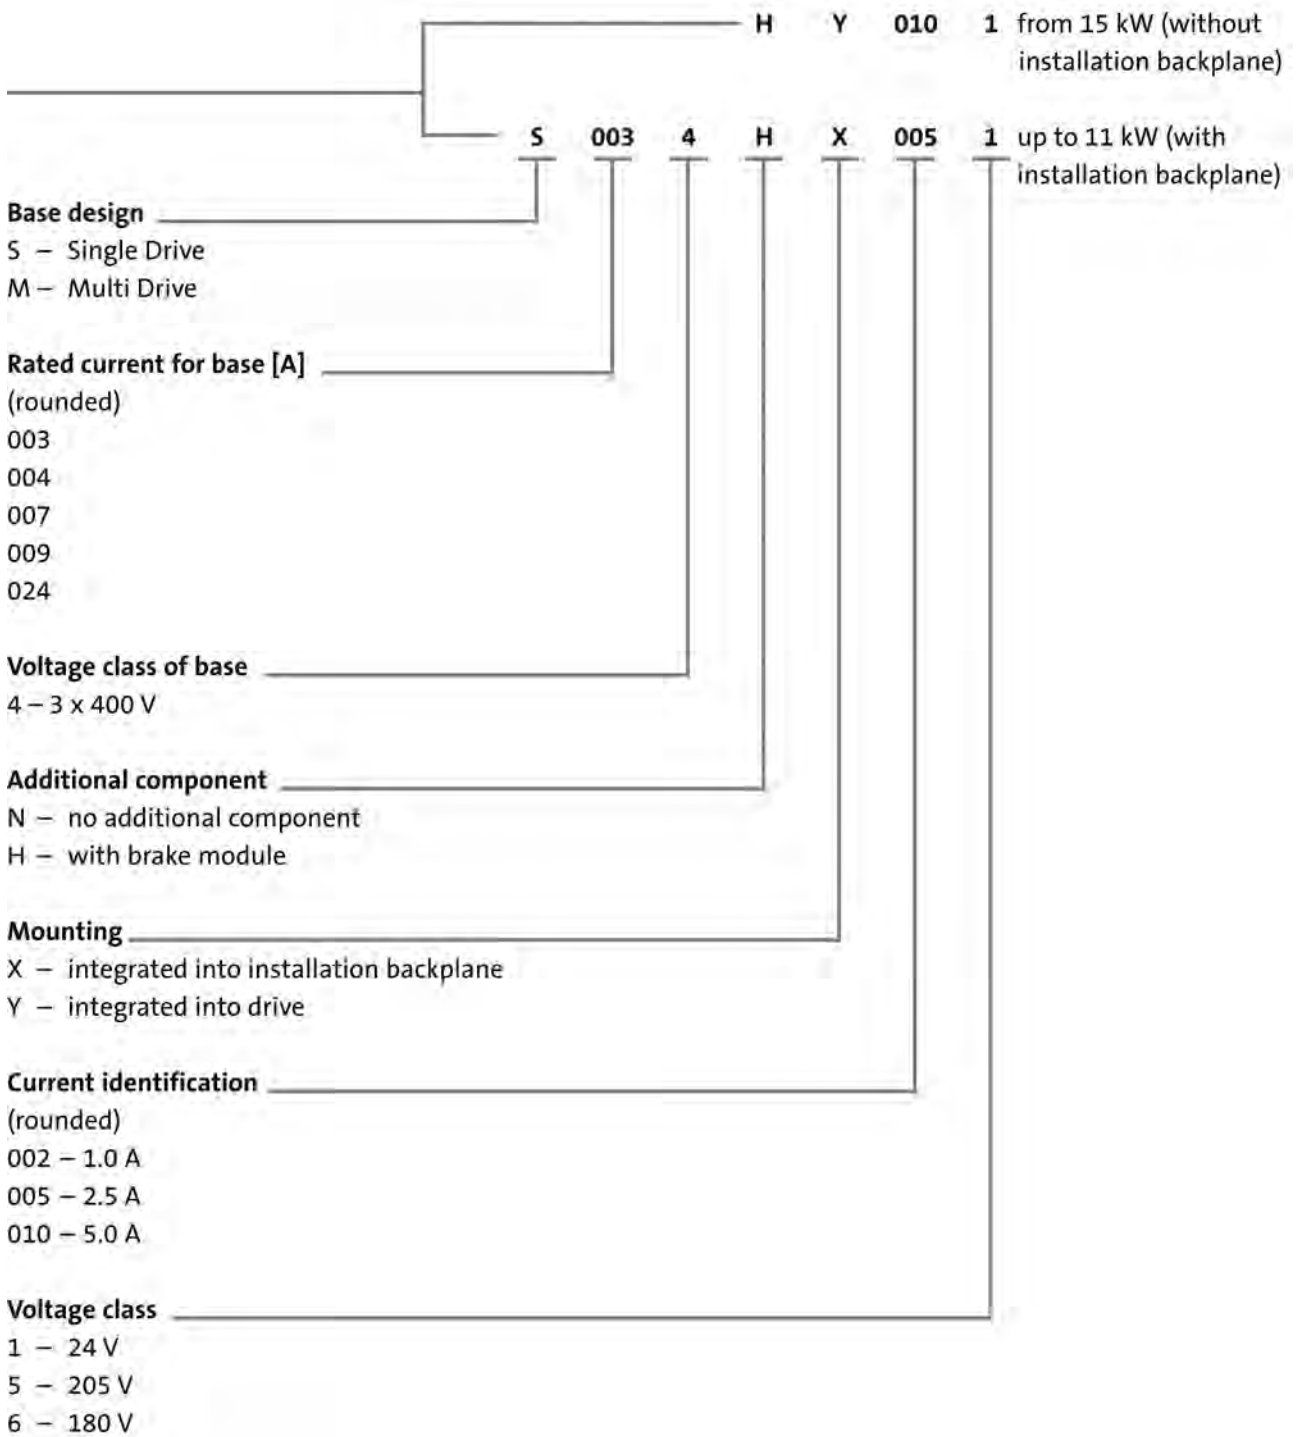 H Y 010 1 from 15 kW (without
installation backplane)
S 003 4 H X 005 1 up to 11 kW (with
installation backplane)
Base design
S – Single Drive
M – Multi Drive
Rated current for base [A]
(rounded)
003
004
007
009
024
Voltage class of base
4 – 3 x 400 V
Additional component
N – no additional component
H – with brake module
Mounting
X – integrated into installation backplane
Y – integrated into drive
Current identification
(rounded)
002 – 1.0 A
005 – 2.5 A
010 – 5.0 A
Voltage class
1 – 24 V
5 – 205 V
6 – 180 V